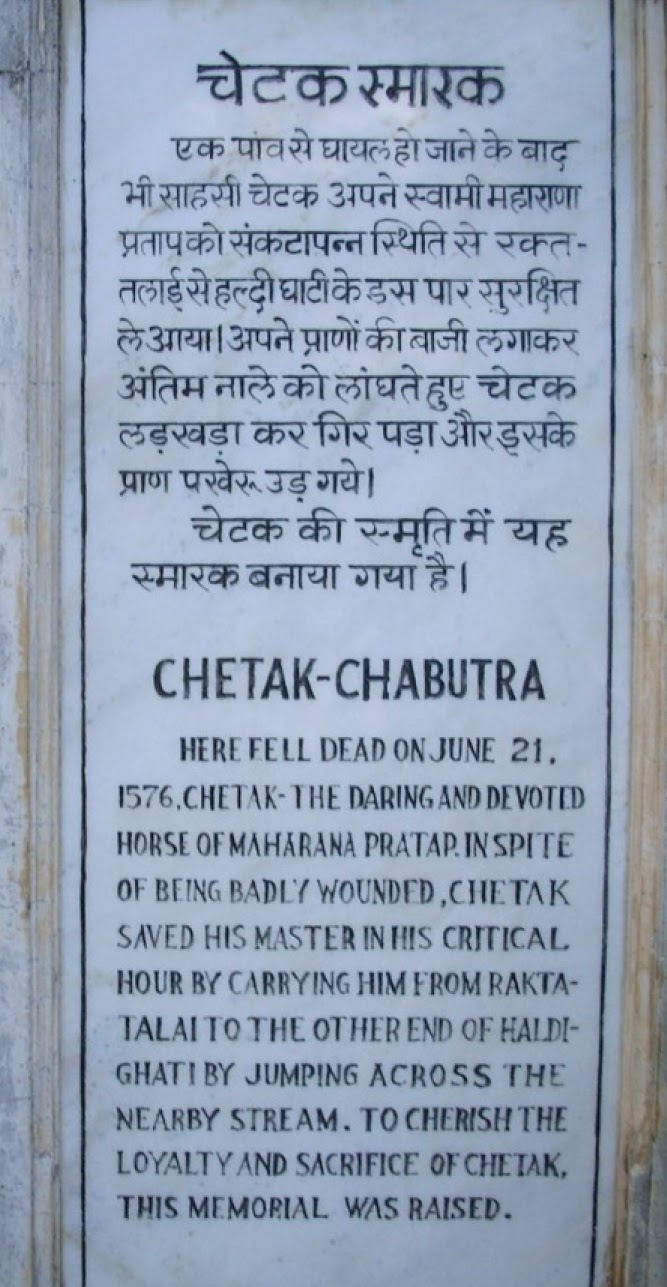 चेटक स्मारक
एक पांव से घायल हो जाने के बाद
भी साहसी चेटक अपने स्वामी महाराणा
प्रताप को संकटापन्न स्थिति से रक्त-
तलाई से हल्दी घाटी के इस पार सुरक्षित
ले आया। अपने प्राणों की बाजी लगाकर
अंतिम नाले को लांघते हुए चेटक
लड़खड़ा कर गिर पड़ा और इसके
प्राण पखेरू उड़ गये।
चेटक की स्मृति में यह
स्मारक बनाया गया है।
CHETAK-CHABUTRA
HERE FELL DEAD ON JUNE 21,
1576, CHETAK- THE DARING AND DEVOTED
HORSE OF MAHARANA PRATAP. IN SPITE
OF BEING BADLY WOUNDED, CHETAK
SAVED HIS MASTER IN HIS CRITICAL
HOUR BY CARRYING HIM FROM RAKTA-
TALAI TO THE OTHER END OF HALDI-
GHATI BY JUMPING ACROSS THE
NEARBY STREAM. TO CHERISH THE
LOYALTY AND SACRIFICE OF CHETAK,
THIS MEMORIAL WAS RAISED.